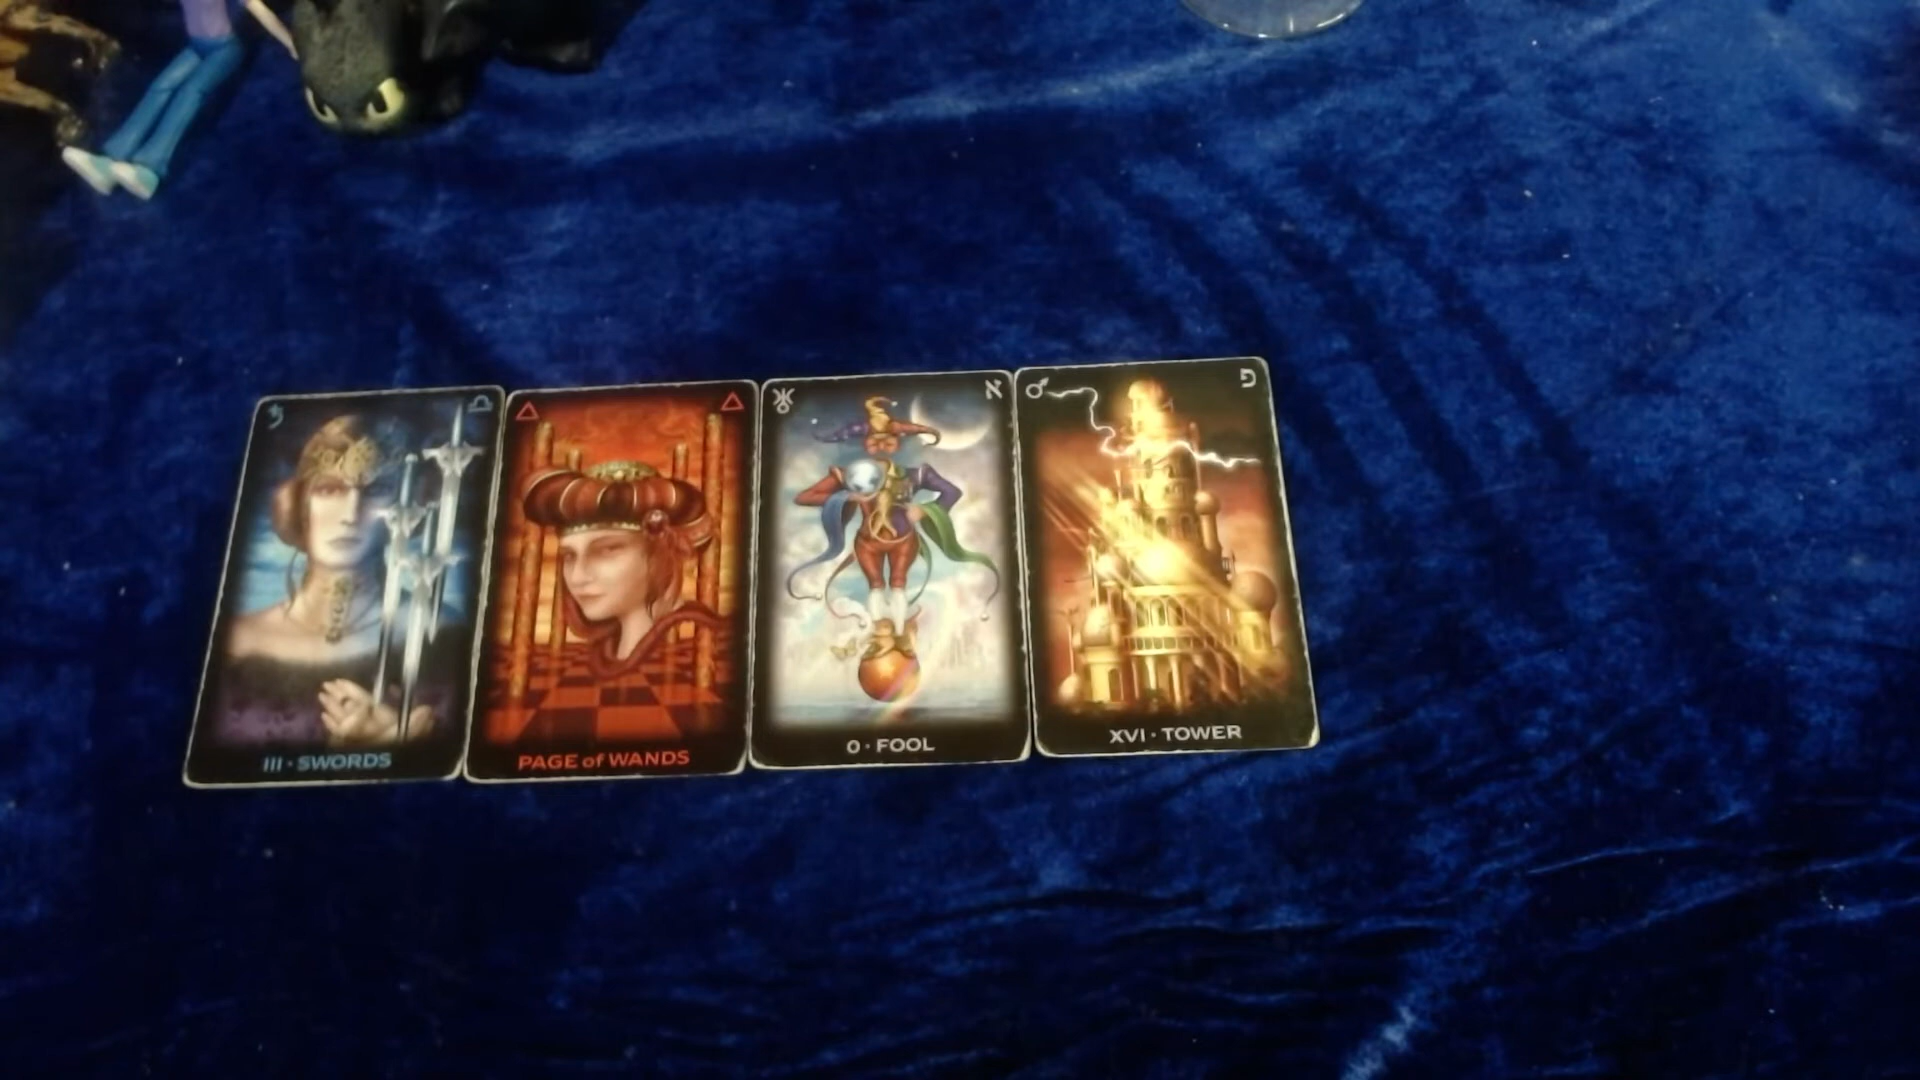 ♄ ♎
III · SWORDS
△ △
PAGE of WANDS
א
0 · FOOL
♂ פ
XVI · TOWER